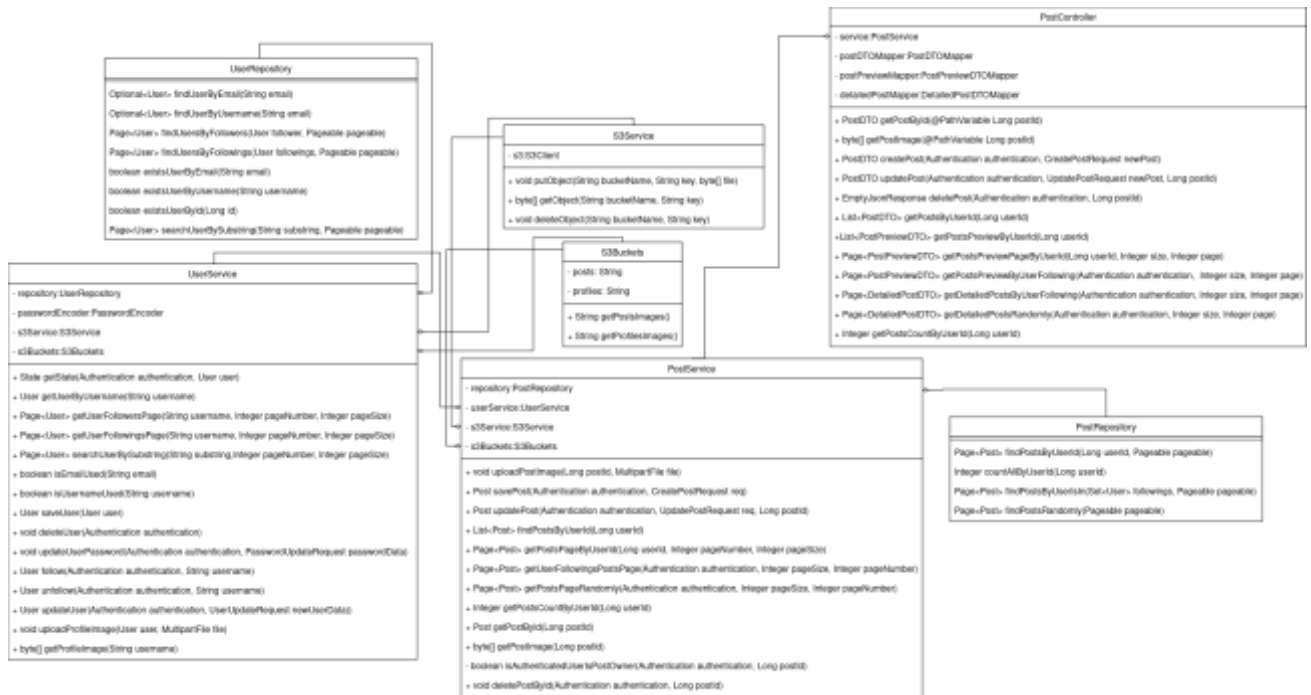 UserRepository
Optional<User> findUserByEmail(String email)
Optional<User> findUserByUsername(String username)
Page<User> findUsersByFollowers(User follower, Pageable pageable)
Page<User> findUsersByFollowings(User followings, Pageable pageable)
boolean existsUserByEmail(String email)
boolean existsUserByUsername(String username)
boolean existsUserById(Long id)
Page<User> searchUserBySubstring(String substring, Pageable pageable)
S3Service
- s3:S3Client
+ void putObject(String bucketName, String key, byte[] file)
+ byte[] getObject(String bucketName, String key)
+ void deleteObject(String bucketName, String key)
S3Buckets
- posts: String
- profiles: String
+ String getPostsImages()
+ String getProfilesImages()
PostController
- service:PostService
- postDTOMapper:PostDTOMapper
- postPreviewMapper:PostPreviewDTOMapper
- detailedPostMapper:DetailedPostDTOMapper
+ PostDTO getPostById(@PathVariable Long postId)
+ byte[] getPostImage(@PathVariable Long postId)
+ PostDTO createPost(Authentication authentication, CreatePostRequest newPost)
+ PostDTO updatePost(Authentication authentication, UpdatePostRequest newPost, Long postId)
+ EmptyJsonResponse deletePost(Authentication authentication, Long postId)
+ List<PostDTO> getPostsByUserId(Long userId)
+List<PostPreviewDTO> getPostsPreviewByUserId(Long userId)
+ Page<PostPreviewDTO> getPostsPreviewPageByUserId(Long userId, Integer size, Integer page)
+ Page<PostPreviewDTO> getPostsPreviewByUserFollowing(Authentication authentication, Integer size, Integer page)
+ Page<DetailedPostDTO> getDetailedPostsByUserFollowing(Authentication authentication, Integer size, Integer page)
+ Page<DetailedPostDTO> getDetailedPostsRandomly(Authentication authentication, Integer size, Integer page)
+ Integer getPostsCountByUserId(Long userId)
UserService
- repository:UserRepository
- passwordEncoder:PasswordEncoder
- s3Service:S3Service
- s3Buckets:S3Buckets
+ State getState(Authentication authentication, User user)
+ User getUserByUsername(String username)
+ Page<User> getUserFollowersPage(String username, Integer pageNumber, Integer pageSize)
+ Page<User> getUserFollowingsPage(String username, Integer pageNumber, Integer pageSize)
+ Page<User> searchUserBySubstring(String substring,Integer pageNumber, Integer pageSize)
+ boolean isEmailUsed(String email)
+ boolean isUsernameUsed(String username)
+ User saveUser(User user)
+ void deleteUser(Authentication authentication)
+ void updateUserPassword(Authentication authentication, PasswordUpdateRequest passwordData)
+ User follow(Authentication authentication, String username)
+ User unfollow(Authentication authentication, String username)
+ User updateUser(Authentication authentication, UserUpdateRequest newUserData)
+ void uploadProfileImage(User user, MultipartFile file)
+ byte[] getProfileImage(String username)
PostService
- repository:PostRepository
- userService:UserService
- s3Service:S3Service
- s3Buckets:S3Buckets
+ void uploadPostImage(Long postId, MultipartFile file)
+ Post savePost(Authentication authentication, CreatePostRequest req)
+ Post updatePost(Authentication authentication, UpdatePostRequest req, Long postId)
+ List<Post> findPostsByUserId(Long userId)
+ Page<Post> getPostsPageByUserId(Long userId, Integer pageNumber, Integer pageSize)
+ Page<Post> getUserFollowingsPostsPage(Authentication authentication, Integer pageSize, Integer pageNumber)
+ Page<Post> getPostsPageRandomly(Authentication authentication, Integer pageSize, Integer pageNumber)
+ Integer getPostsCountByUserId(Long userId)
+ Post getPostById(Long postId)
+ byte[] getPostImage(Long postId)
- boolean isAuthenticatedUserIsPostOwner(Authentication authentication, Long postId)
+ void deletePostById(Authentication authentication, Long postId)
PostRepository
Page<Post> findPostsByUserId(Long userId, Pageable pageable)
Integer countAllByUserId(Long userId)
Page<Post> findPostsByUserIsIn(Set<User> followings, Pageable pageable)
Page<Post> findPostsRandomly(Pageable pageable)